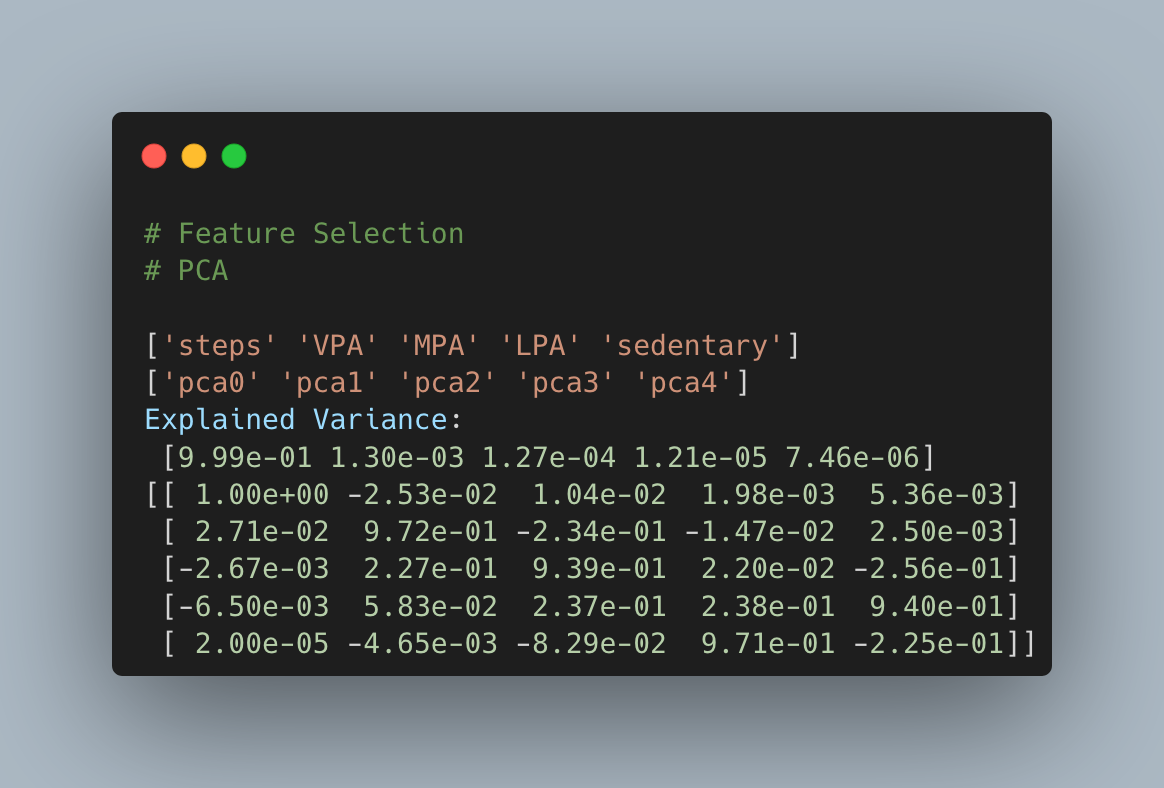 # Feature Selection
# PCA
['steps' 'VPA' 'MPA' 'LPA' 'sedentary']
['pca0' 'pca1' 'pca2' 'pca3' 'pca4']
Explained Variance:
[9.99e-01 1.30e-03 1.27e-04 1.21e-05 7.46e-06]
[[ 1.00e+00 -2.53e-02  1.04e-02  1.98e-03  5.36e-03]
[ 2.71e-02  9.72e-01 -2.34e-01 -1.47e-02  2.50e-03]
[-2.67e-03  2.27e-01  9.39e-01  2.20e-02 -2.56e-01]
[-6.50e-03  5.83e-02  2.37e-01  2.38e-01  9.40e-01]
[ 2.00e-05 -4.65e-03 -8.29e-02  9.71e-01 -2.25e-01]]